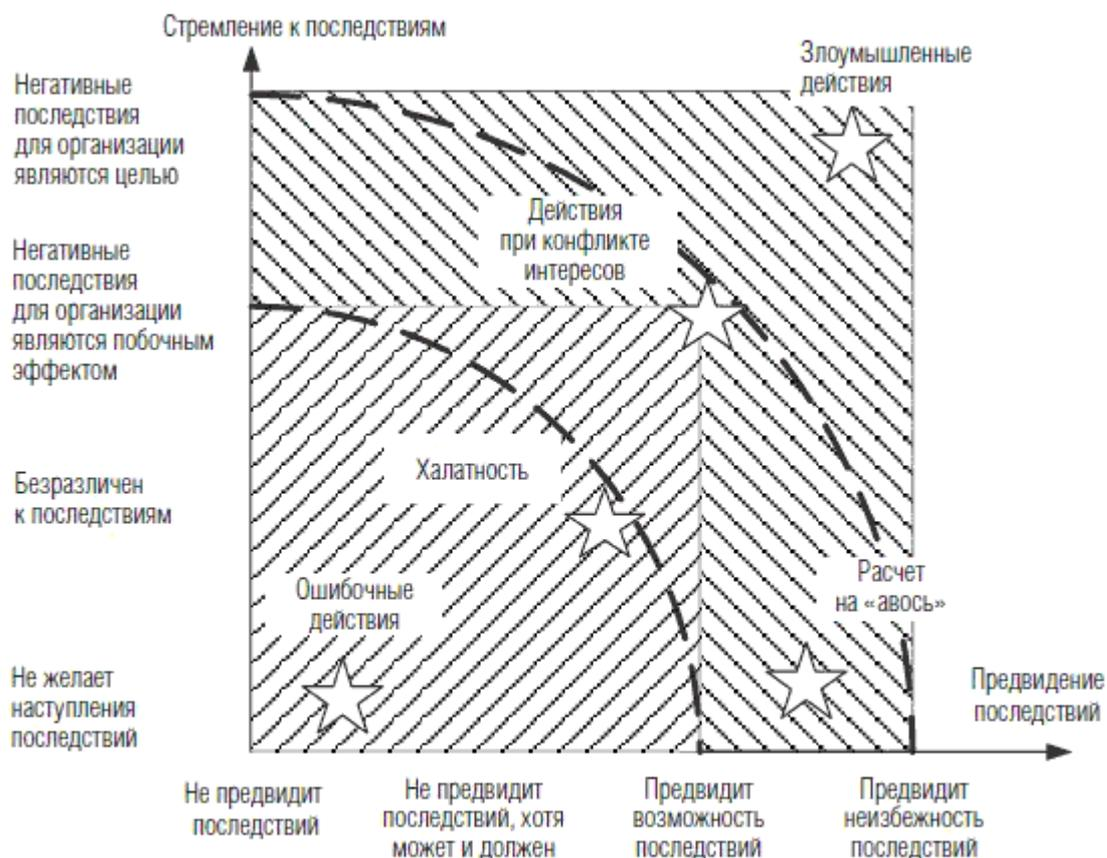 Стремление к последствиям
Негативные
последствия
для организации
являются целью
Злоумышленные
действия
Действия
при конфликте
интересов
Негативные
последствия
для организации
являются побочным
эффектом
Халатность
Безразличен
к последствиям
Ошибочные
действия
Расчет
на «авось»
Не желает
наступления
последствий
Предвидение
последствий
Не предвидит
последствий
Не предвидит
последствий, хотя
может и должен
Предвидит
возможность
последствий
Предвидит
неизбежность
последствий